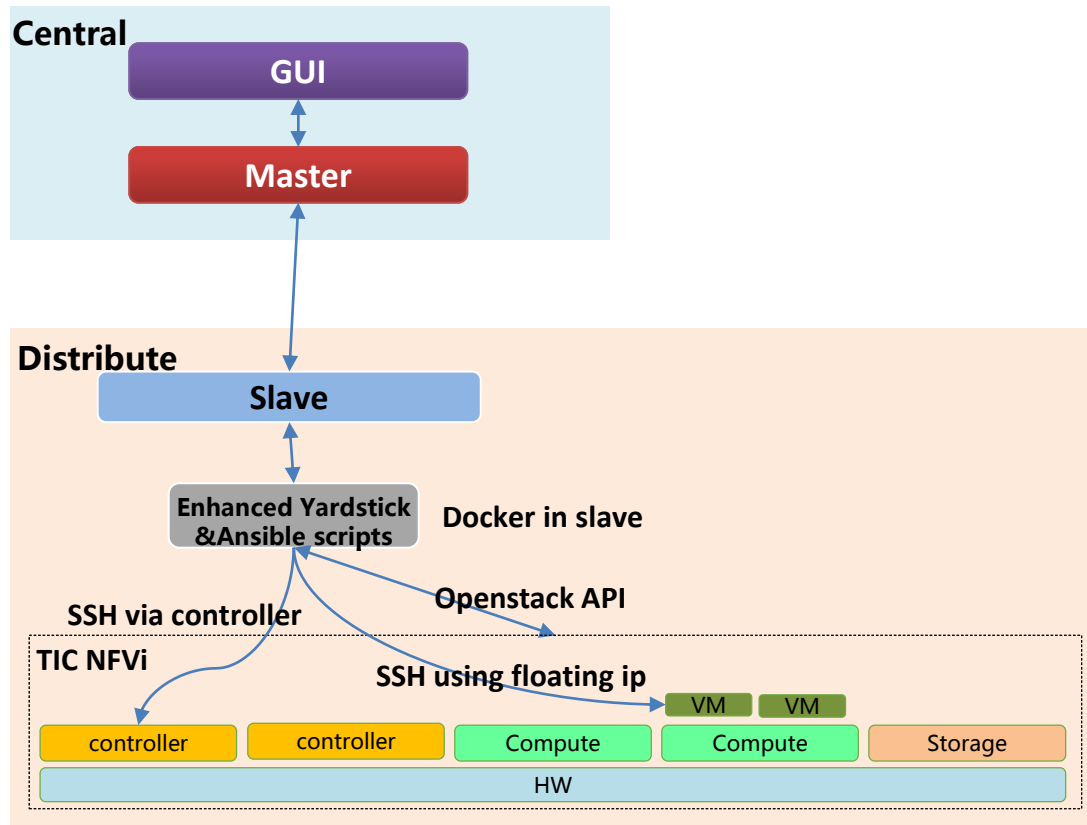 Central
GUI
Master
Distribute
Slave
Enhanced Yardstick
&Ansible scripts
Docker in slave
Openstack API
SSH via controller
TIC NFVi
SSH using floating ip
VM
VM
controller
controller
Compute
Compute
Storage
HW